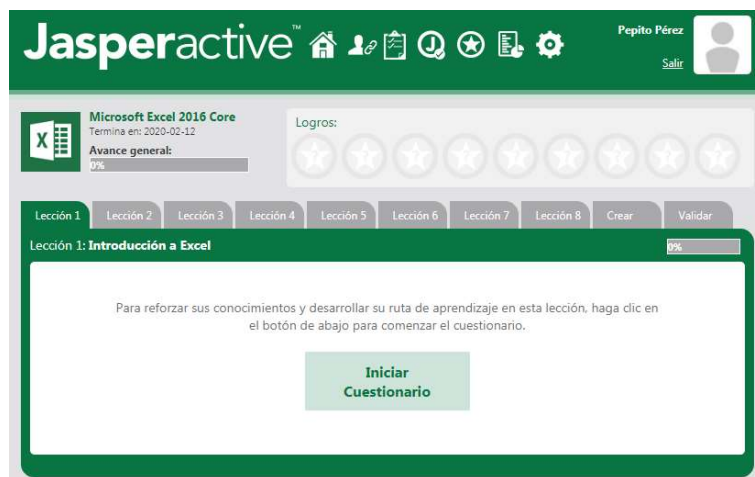 Jasperactive™
Pepito Pérez
Salir
Microsoft Excel 2016 Core
Termina en: 2020-02-12
Avance general:
0%
Logros:
Lección 1 Lección 2 Lección 3 Lección 4 Lección 5 Lección 6 Lección 7 Lección 8 Crear Validar
Lección 1: Introducción a Excel
0%
Para reforzar sus conocimientos y desarrollar su ruta de aprendizaje en esta lección, haga clic en
el botón de abajo para comenzar el cuestionario.
Iniciar
Cuestionario